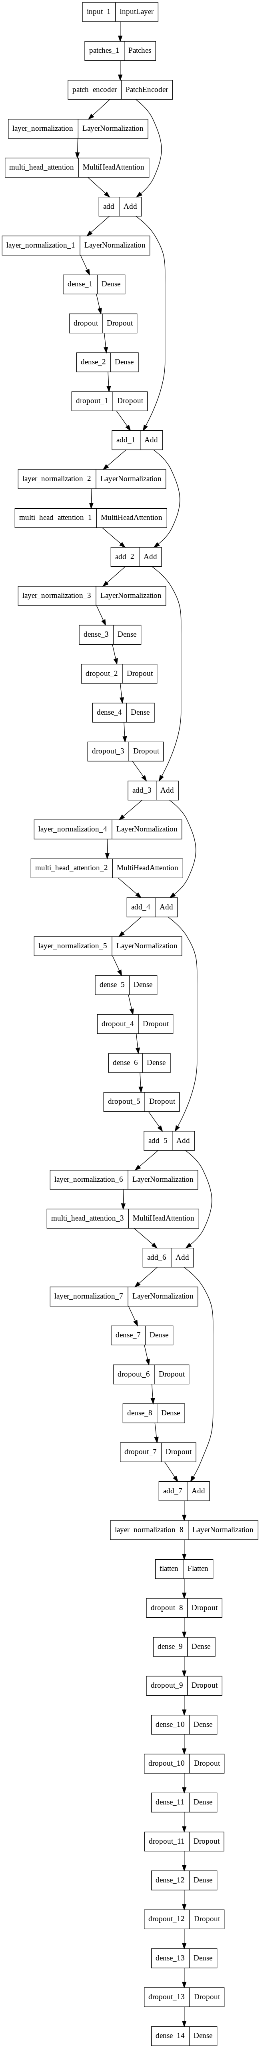 input_1 InputLayer
patches_1 Patches
patch_encoder PatchEncoder
layer_normalization LayerNormalization
multi_head_attention MultiHeadAttention
add Add
layer_normalization_1 LayerNormalization
dense_1 Dense
dropout Dropout
dense_2 Dense
dropout_1 Dropout
add_1 Add
layer_normalization_2 LayerNormalization
multi_head_attention_1 MultiHeadAttention
add_2 Add
layer_normalization_3 LayerNormalization
dense_3 Dense
dropout_2 Dropout
dense_4 Dense
dropout_3 Dropout
add_3 Add
layer_normalization_4 LayerNormalization
multi_head_attention_2 MultiHeadAttention
add_4 Add
layer_normalization_5 LayerNormalization
dense_5 Dense
dropout_4 Dropout
dense_6 Dense
dropout_5 Dropout
add_5 Add
layer_normalization_6 LayerNormalization
multi_head_attention_3 MultiHeadAttention
add_6 Add
layer_normalization_7 LayerNormalization
dense_7 Dense
dropout_6 Dropout
dense_8 Dense
dropout_7 Dropout
add_7 Add
layer_normalization_8 LayerNormalization
flatten Flatten
dropout_8 Dropout
dense_9 Dense
dropout_9 Dropout
dense_10 Dense
dropout_10 Dropout
dense_11 Dense
dropout_11 Dropout
dense_12 Dense
dropout_12 Dropout
dense_13 Dense
dropout_13 Dropout
dense_14 Dense